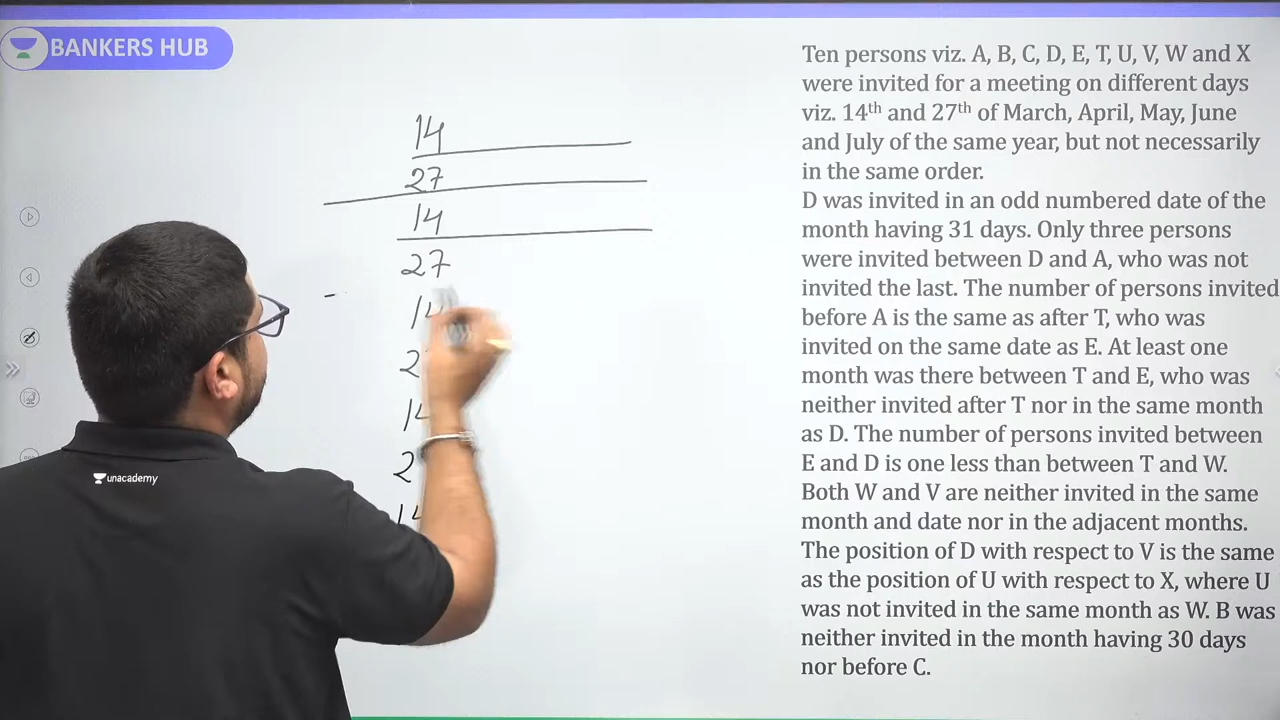 BANKERS HUB
Ten persons viz. A, B, C, D, E, T, U, V, W and X
were invited for a meeting on different days
viz. 14th and 27th of March, April, May, June
and July of the same year, but not necessarily
in the same order.
D was invited in an odd numbered date of the
month having 31 days. Only three persons
were invited between D and A, who was not
invited the last. The number of persons invited
before A is the same as after T, who was
invited on the same date as E. At least one
month was there between T and E, who was
neither invited after T nor in the same month
as D. The number of persons invited between
E and D is one less than between T and W.
Both W and V are neither invited in the same
month and date nor in the adjacent months.
The position of D with respect to V is the same
as the position of U with respect to X, where U
was not invited in the same month as W. B was
neither invited in the month having 30 days
nor before C.
14
27
14
27
14
2
14
2
14
unacademy